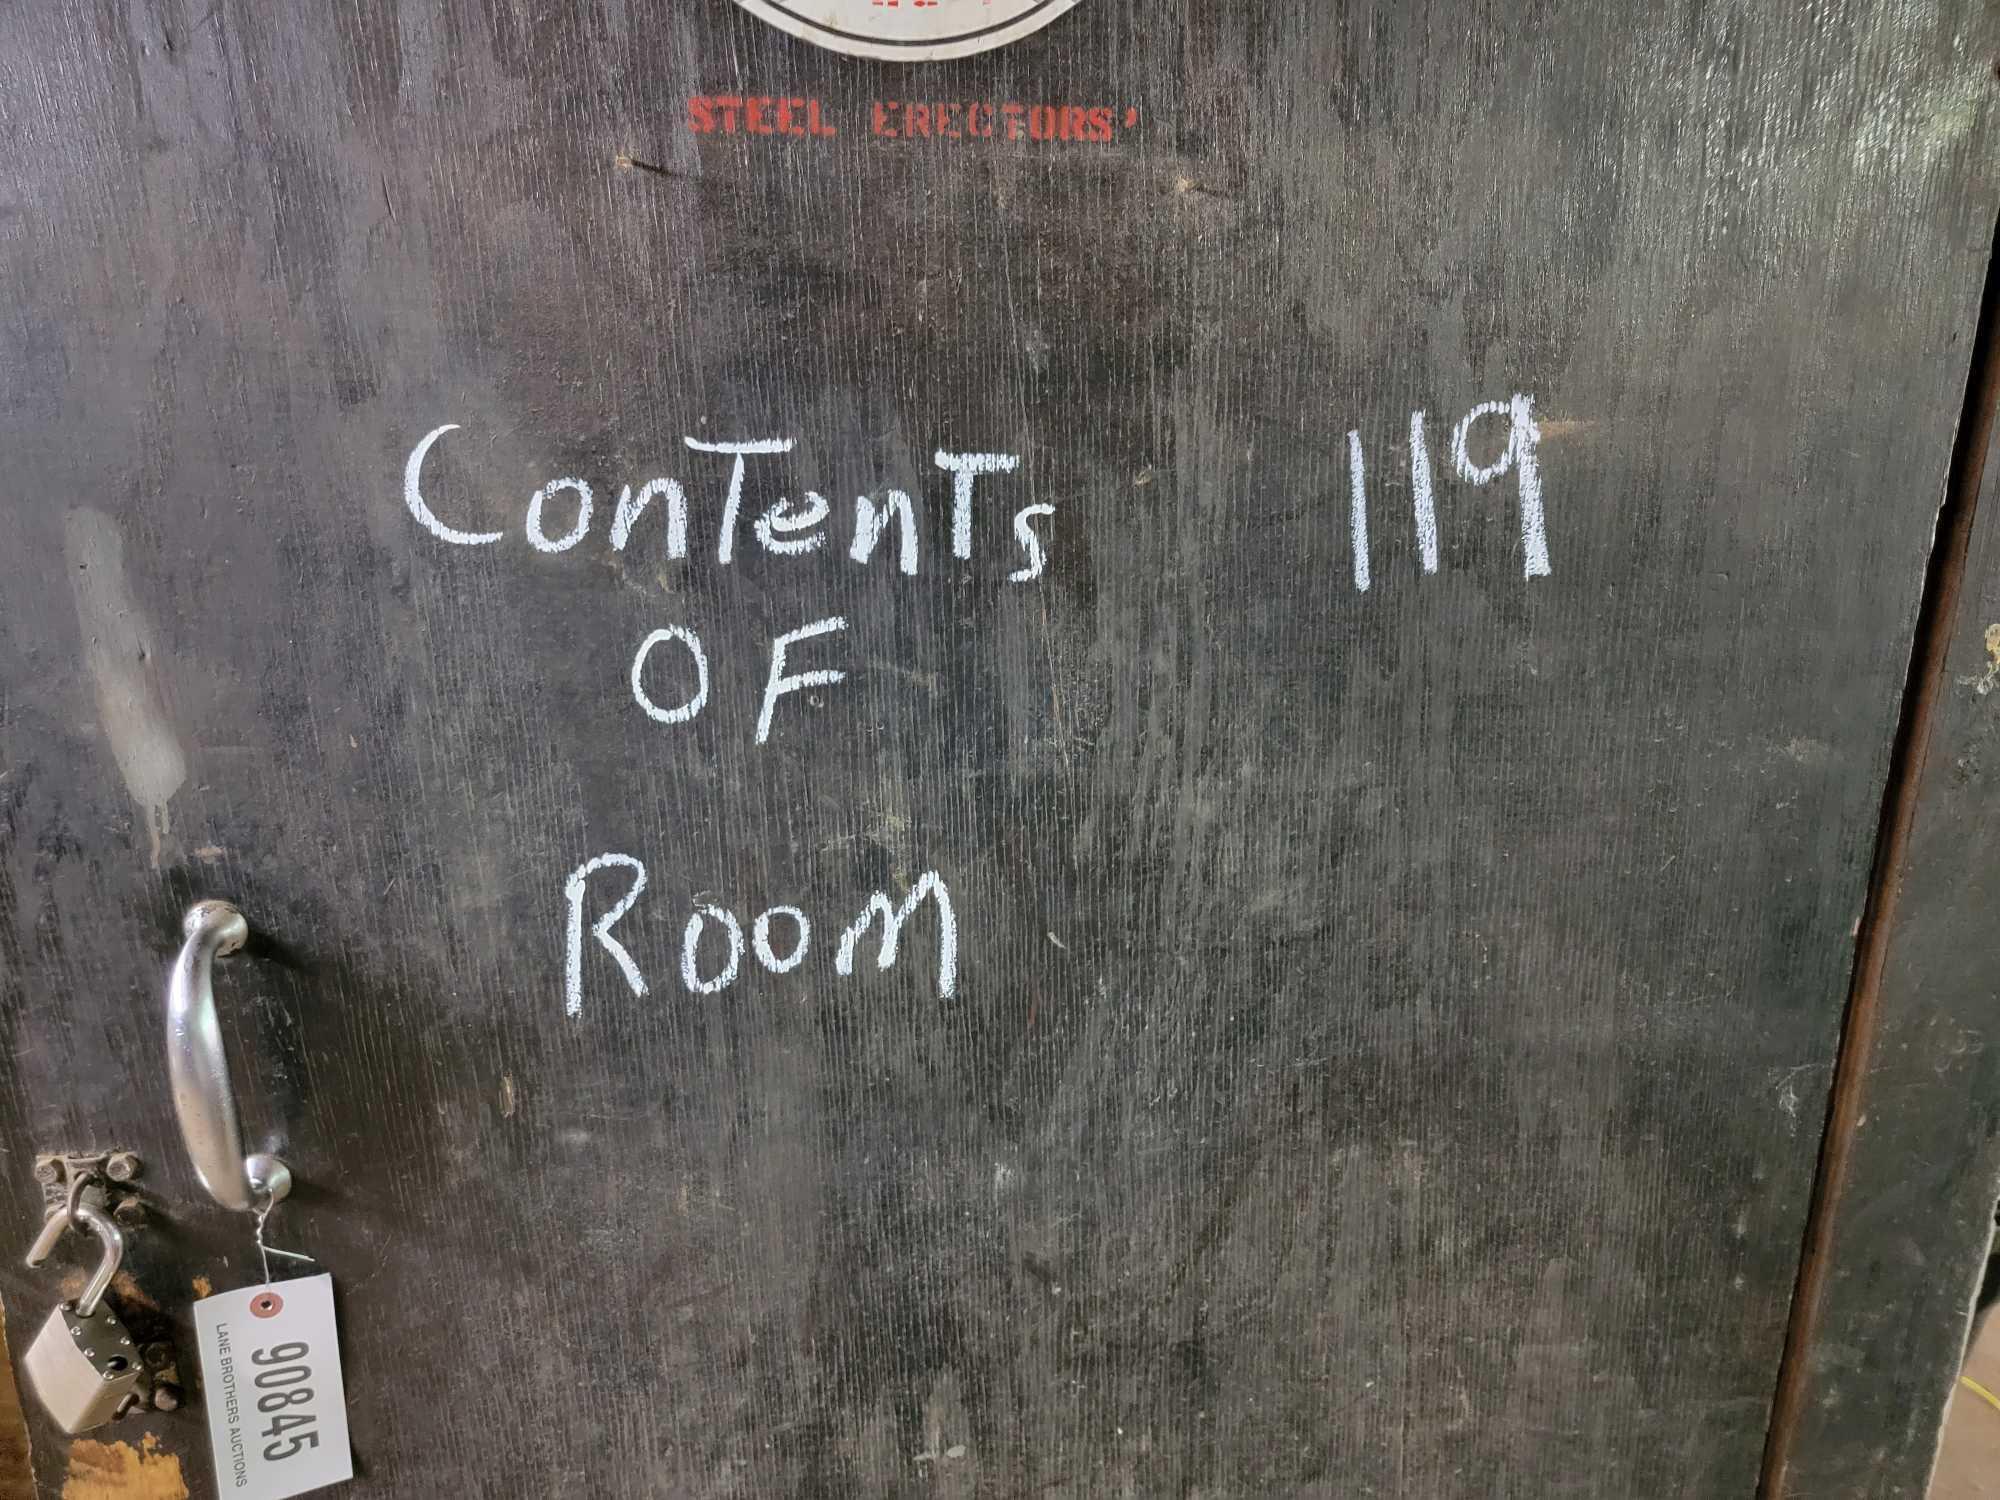 STEEL ERECTORS'
ConTenTs 119
OF
Room
90845
LANE BROTHERS AUCTIONS